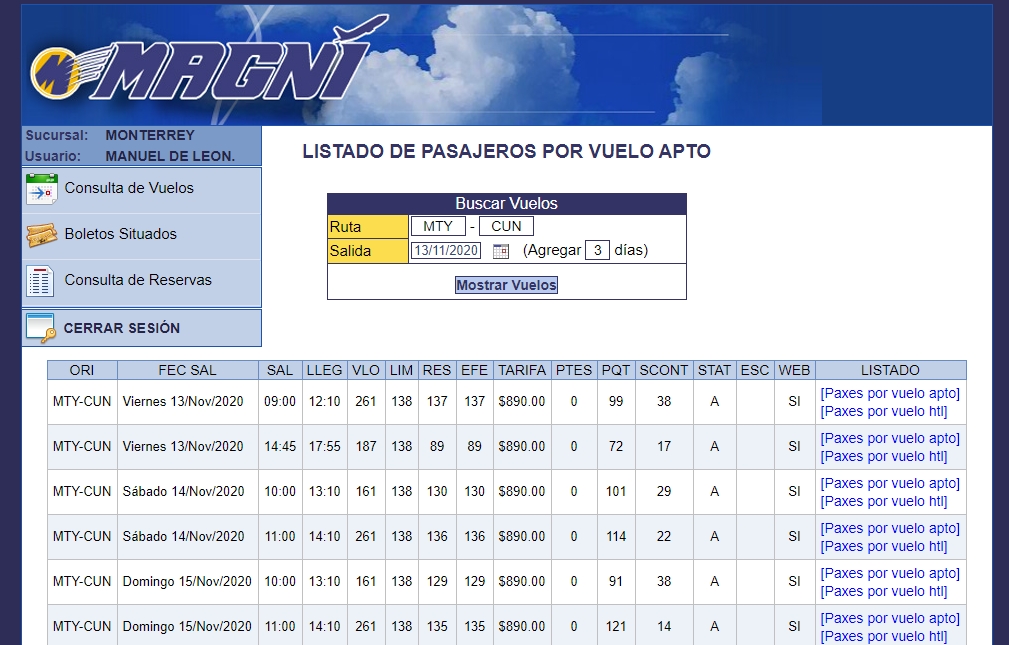 MAGNÍ
Sucursal: MONTERREY
Usuario: MANUEL DE LEON.
Consulta de Vuelos
Boletos Situados
Consulta de Reservas
CERRAR SESIÓN
LISTADO DE PASAJEROS POR VUELO APTO
Buscar Vuelos
Ruta MTY - CUN
Salida 13/11/2020 (Agregar 3 días)
Mostrar Vuelos
ORI FEC SAL SAL LLEG VLO LIM RES EFE TARIFA PTES PQT SCONT STAT ESC WEB LISTADO
MTY-CUN Viernes 13/Nov/2020 09:00 12:10 261 138 137 137 $890.00 0 99 38 A SI [Paxes por vuelo apto]
[Paxes por vuelo htl]
MTY-CUN Viernes 13/Nov/2020 14:45 17:55 187 138 89 89 $890.00 0 72 17 A SI [Paxes por vuelo apto]
[Paxes por vuelo htl]
MTY-CUN Sábado 14/Nov/2020 10:00 13:10 161 138 130 130 $890.00 0 101 29 A SI [Paxes por vuelo apto]
[Paxes por vuelo htl]
MTY-CUN Sábado 14/Nov/2020 11:00 14:10 261 138 136 136 $890.00 0 114 22 A SI [Paxes por vuelo apto]
[Paxes por vuelo htl]
MTY-CUN Domingo 15/Nov/2020 10:00 13:10 161 138 129 129 $890.00 0 91 38 A SI [Paxes por vuelo apto]
[Paxes por vuelo htl]
MTY-CUN Domingo 15/Nov/2020 11:00 14:10 261 138 135 135 $890.00 0 121 14 A SI [Paxes por vuelo apto]
[Paxes por vuelo htl]